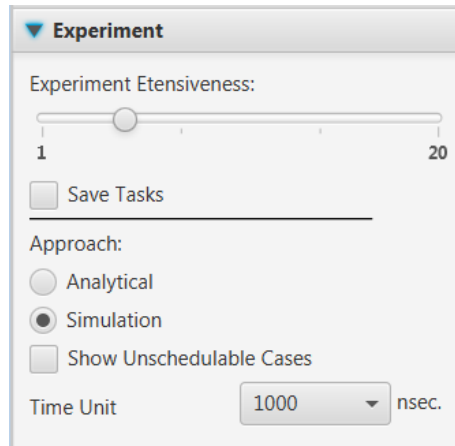 Experiment
Experiment Etensiveness:
1 20
Save Tasks
Approach:
Analytical
Simulation
Show Unschedulable Cases
Time Unit 1000 nsec.